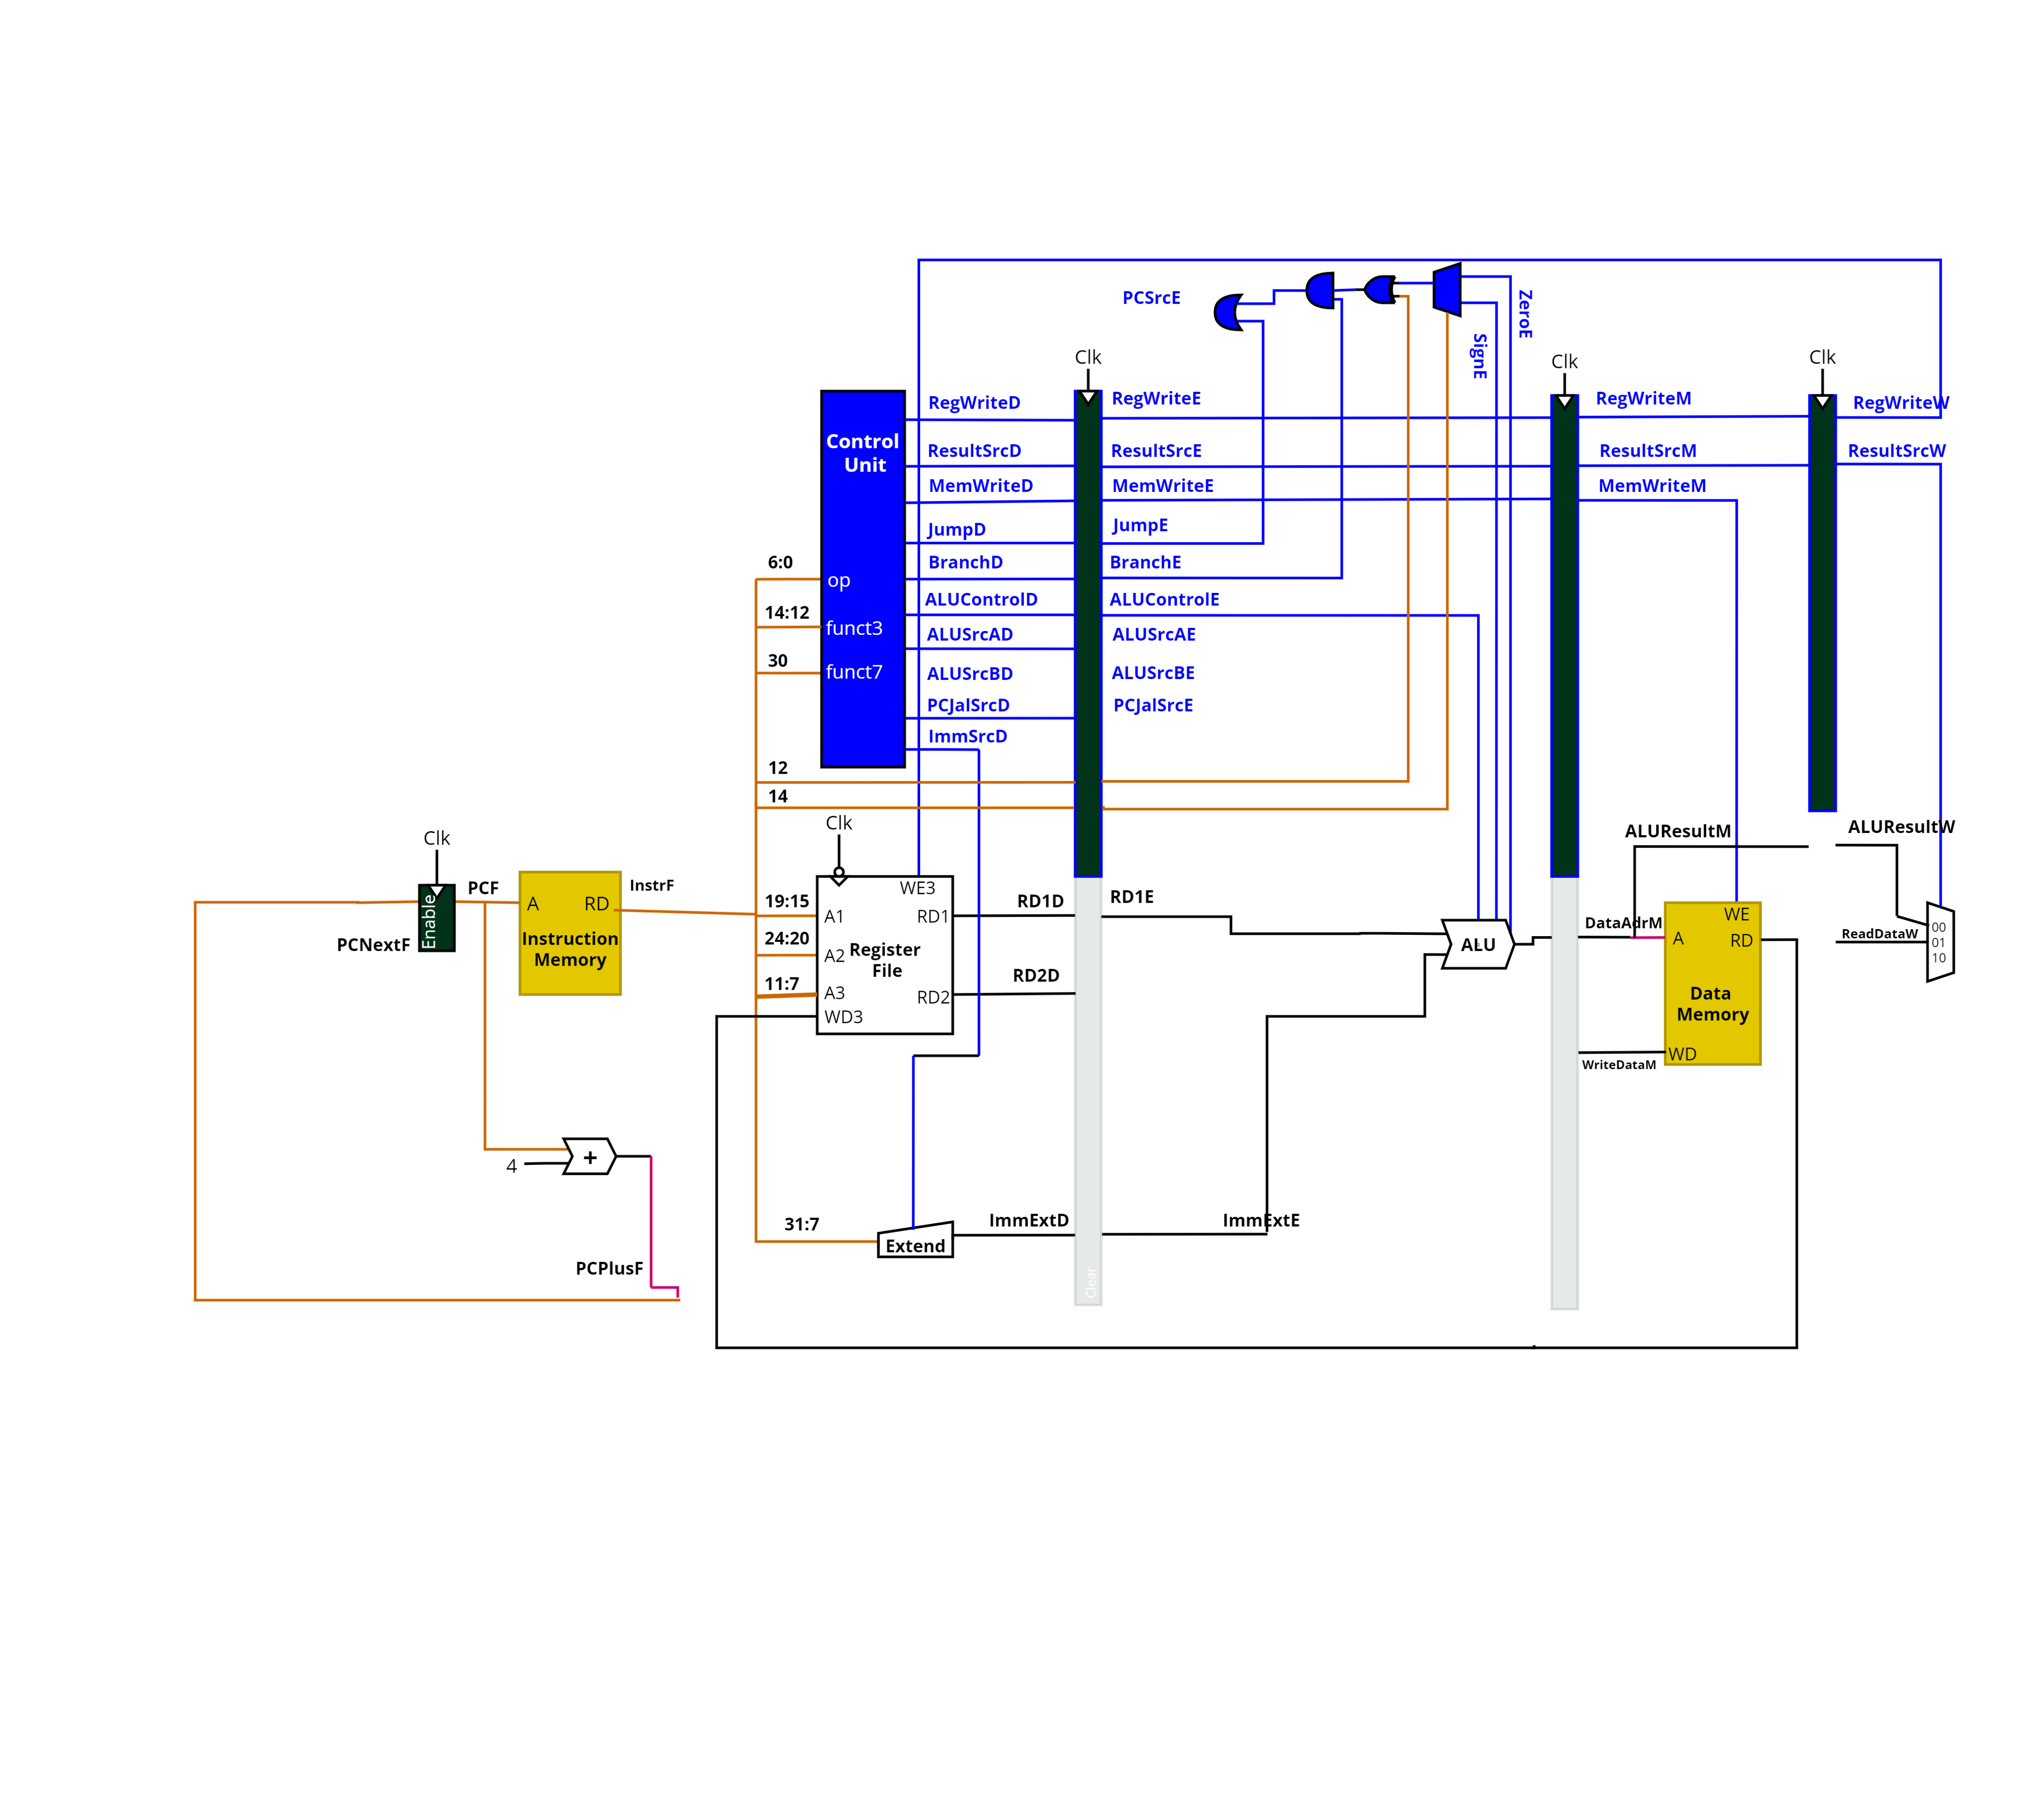 PCSrcE
ZeroE
SignE
Clk
Clk
Clk
Control
Unit
op
funct3
funct7
RegWriteD
RegWriteE
RegWriteM
RegWriteW
ResultSrcD
ResultSrcE
ResultSrcM
ResultSrcW
MemWriteD
MemWriteE
MemWriteM
JumpD
JumpE
6:0
BranchD
BranchE
14:12
ALUControlD
ALUControlE
ALUSrcAD
ALUSrcAE
30
ALUSrcBD
ALUSrcBE
PCJalSrcD
PCJalSrcE
ImmSrcD
12
14
Clk
Clk
ALUResultM
ALUResultW
PCF
InstrF
Enable
PCNextF
A
RD
Instruction
Memory
19:15
24:20
11:7
WE3
A1
RD1
A2
Register
File
A3
RD2
WD3
RD1D
RD1E
RD2D
ALU
DataAdrM
WE
A
RD
Data
Memory
WD
WriteDataM
ReadDataW
00
01
10
4
+
PCPlusF
31:7
Extend
ImmExtD
ImmExtE
Clear